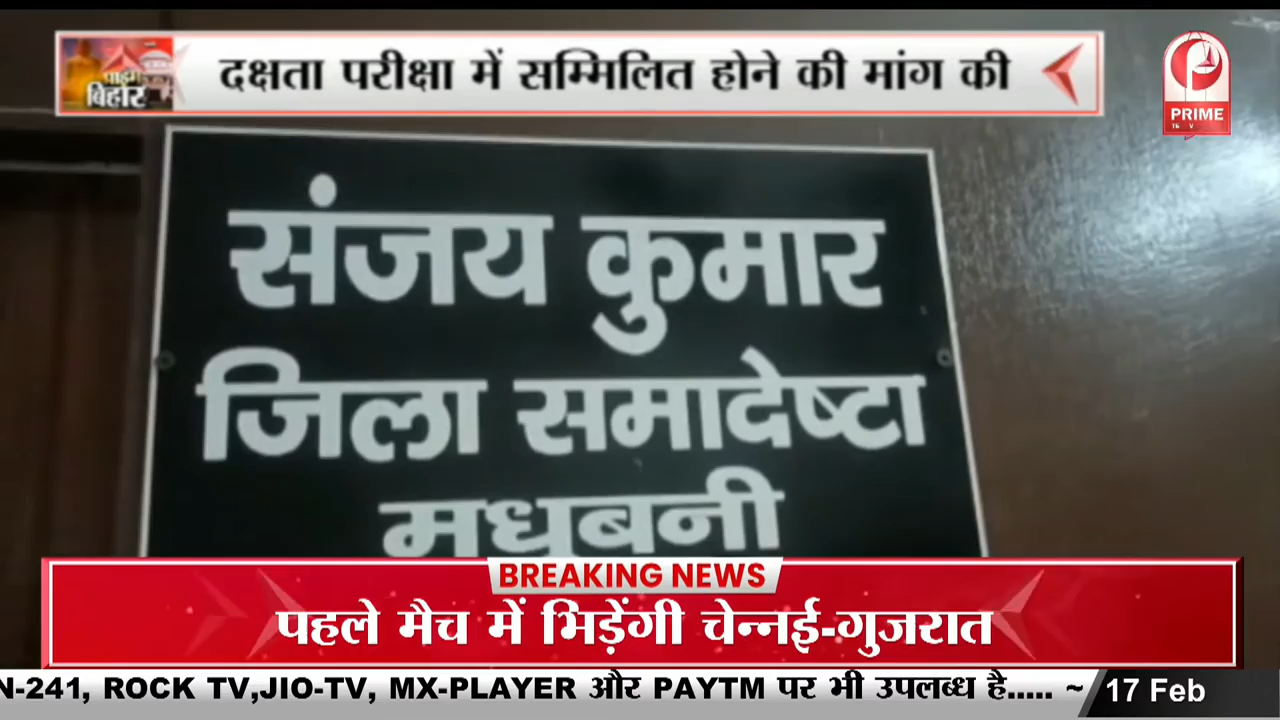 प्राइम
बिहार
दक्षता परीक्षा में सम्मिलित होने की मांग की
PRIME
संजय कुमार
जिला समादेष्टा
मधुबनी
BREAKING NEWS
पहले मैच में भिड़ेंगी चेन्नई-गुजरात
N-241, ROCK TV,JIO-TV, MX-PLAYER और PAYTM पर भी उपलब्ध है..... ~
17 Feb